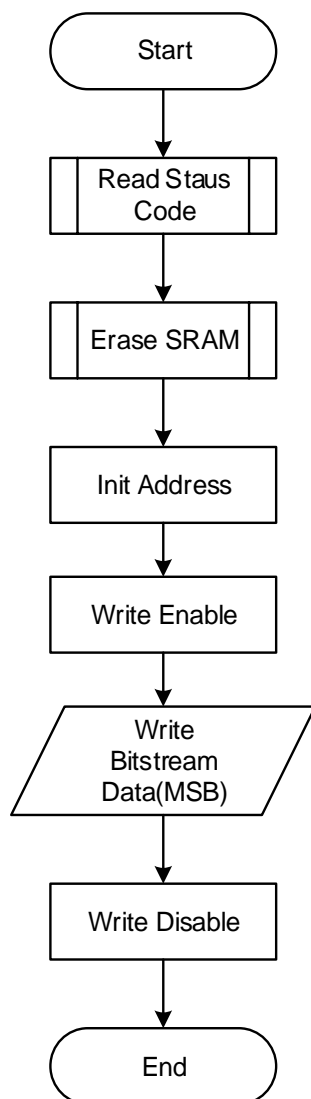 Start
Read Staus
Code
Erase SRAM
Init Address
Write Enable
Write
Bitstream
Data(MSB)
Write Disable
End